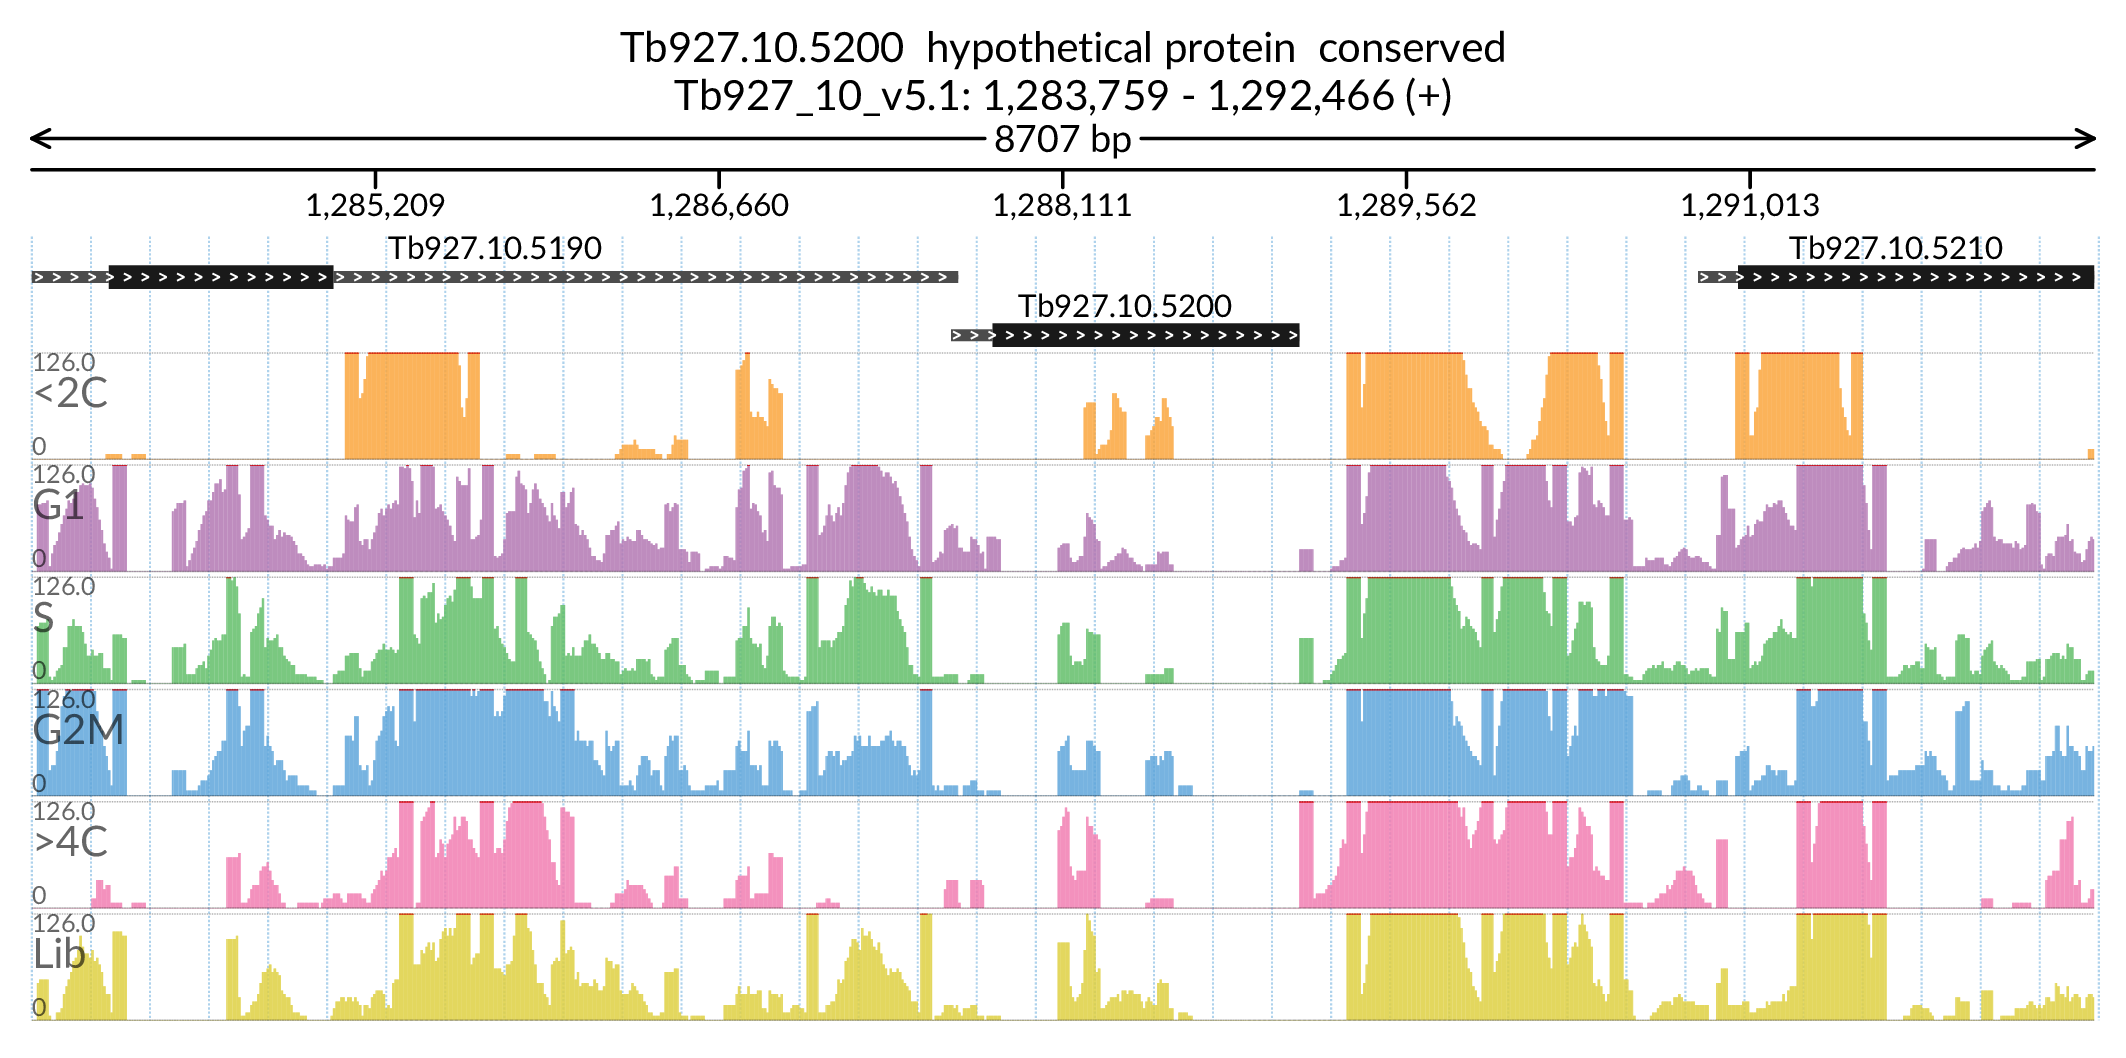 Tb927.10.5200 hypothetical protein conserved
Tb927_10_v5.1: 1,283,759 - 1,292,466 (+)
8707 bp
1,285,209 1,286,660 1,288,111 1,289,562 1,291,013
Tb927.10.5190 Tb927.10.5210
Tb927.10.5200
126.0
<2C
0
126.0
G1
0
126.0
S
0
126.0
G2M
0
126.0
>4C
0
126.0
Lib
0